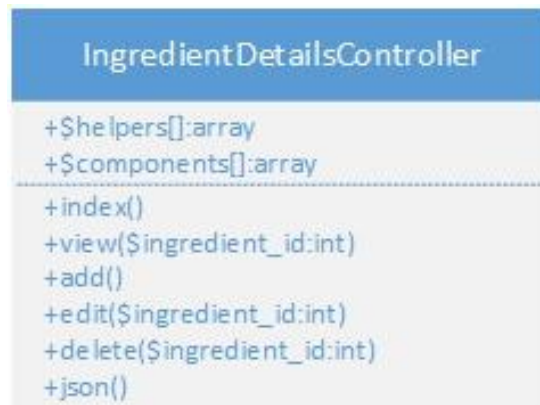 IngredientDetailsController
+$helpers[]:array
+$components[]:array
+index()
+view($ingredient_id:int)
+add()
+edit($ingredient_id:int)
+delete($ingredient_id:int)
+json()